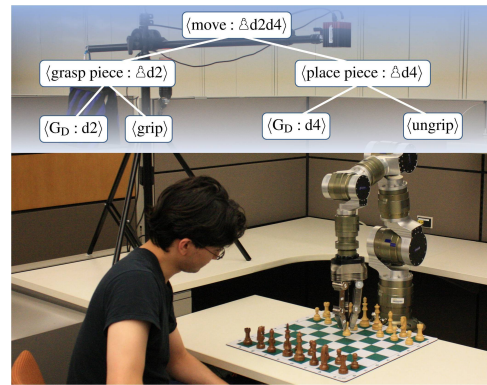 ⟨move : ♙d2d4⟩
⟨grasp piece : ♙d2⟩ ⟨place piece : ♙d4⟩
⟨G_D : d2⟩ ⟨grip⟩ ⟨G_D : d4⟩ ⟨ungrip⟩